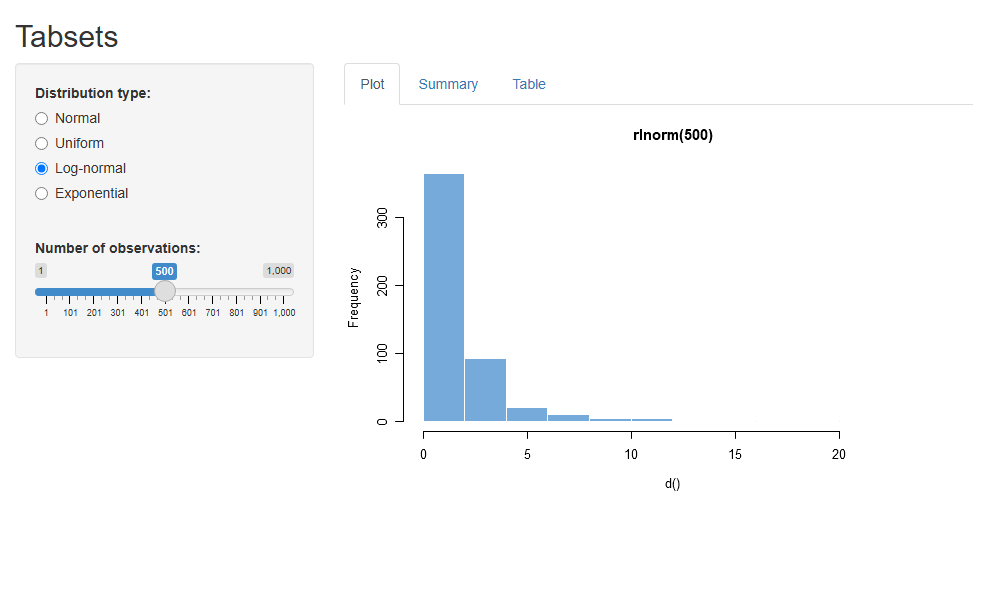 Tabsets
Distribution type:
Normal
Uniform
Log-normal
Exponential
Number of observations:
1 500 1,000
1 101 201 301 401 501 601 701 801 901 1,000
Plot Summary Table
rlnorm(500)
Frequency
0 100 200 300
0 5 10 15 20
d()